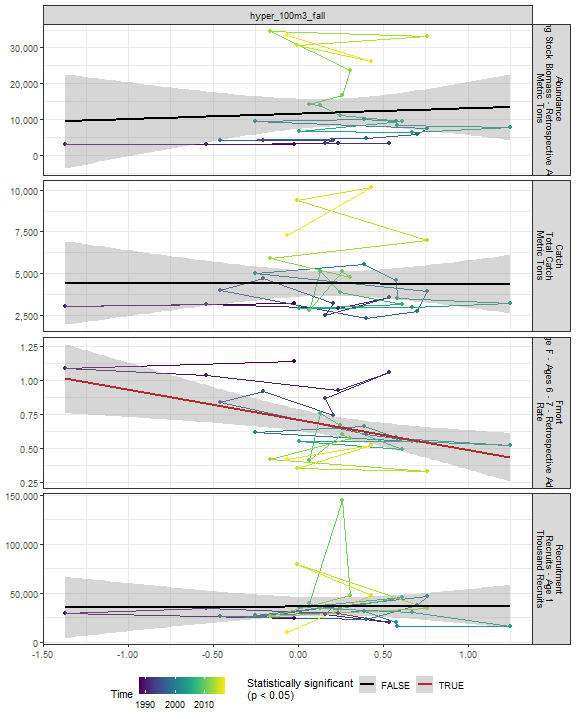 hyper_100m3_fall
30,000
20,000
10,000
0
Abundance
ng Stock Biomass - Retrospective A
Metric Tons
10,000
7,500
5,000
2,500
Catch
Total Catch
Metric Tons
1.25
1.00
0.75
0.50
0.25
Fmort
e F - Ages 6 - 7 - Retrospective Ad
Rate
150,000
100,000
50,000
0
Recruitment
Recruits - Age 1
Thousand Recruits
-1.50 -1.00 -0.50 0.00 0.50 1.00
Time
1990 2000 2010
Statistically significant
(p < 0.05)
FALSE TRUE